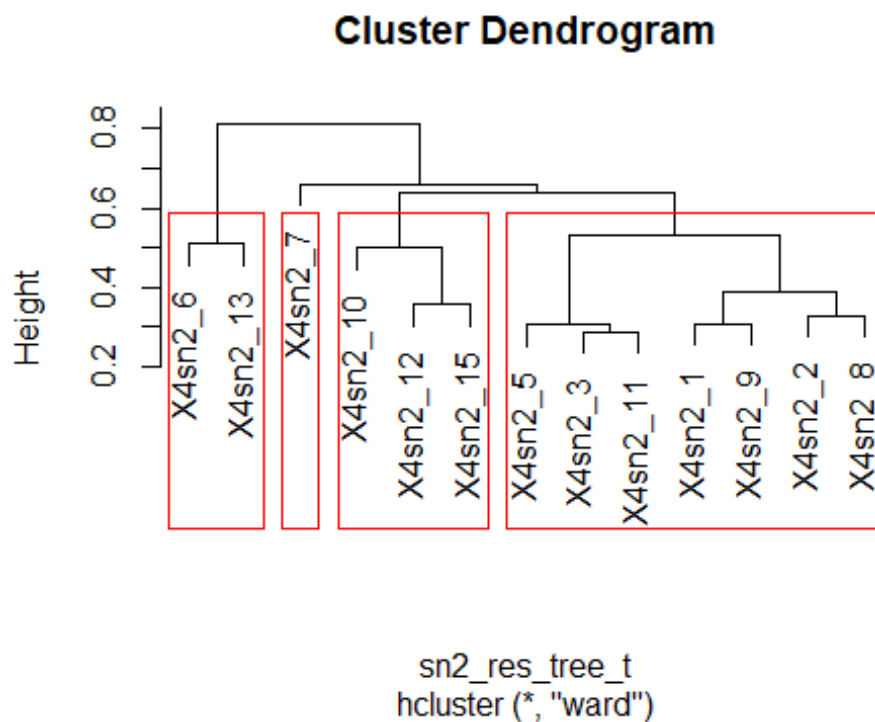 Cluster Dendrogram
Height
0.8
0.6
0.4
0.2
X4sn2_6
X4sn2_13
X4sn2_7
X4sn2_10
X4sn2_12
X4sn2_15
X4sn2_5
X4sn2_3
X4sn2_11
X4sn2_1
X4sn2_9
X4sn2_2
X4sn2_8
sn2_res_tree_t
hcluster (*, "ward")